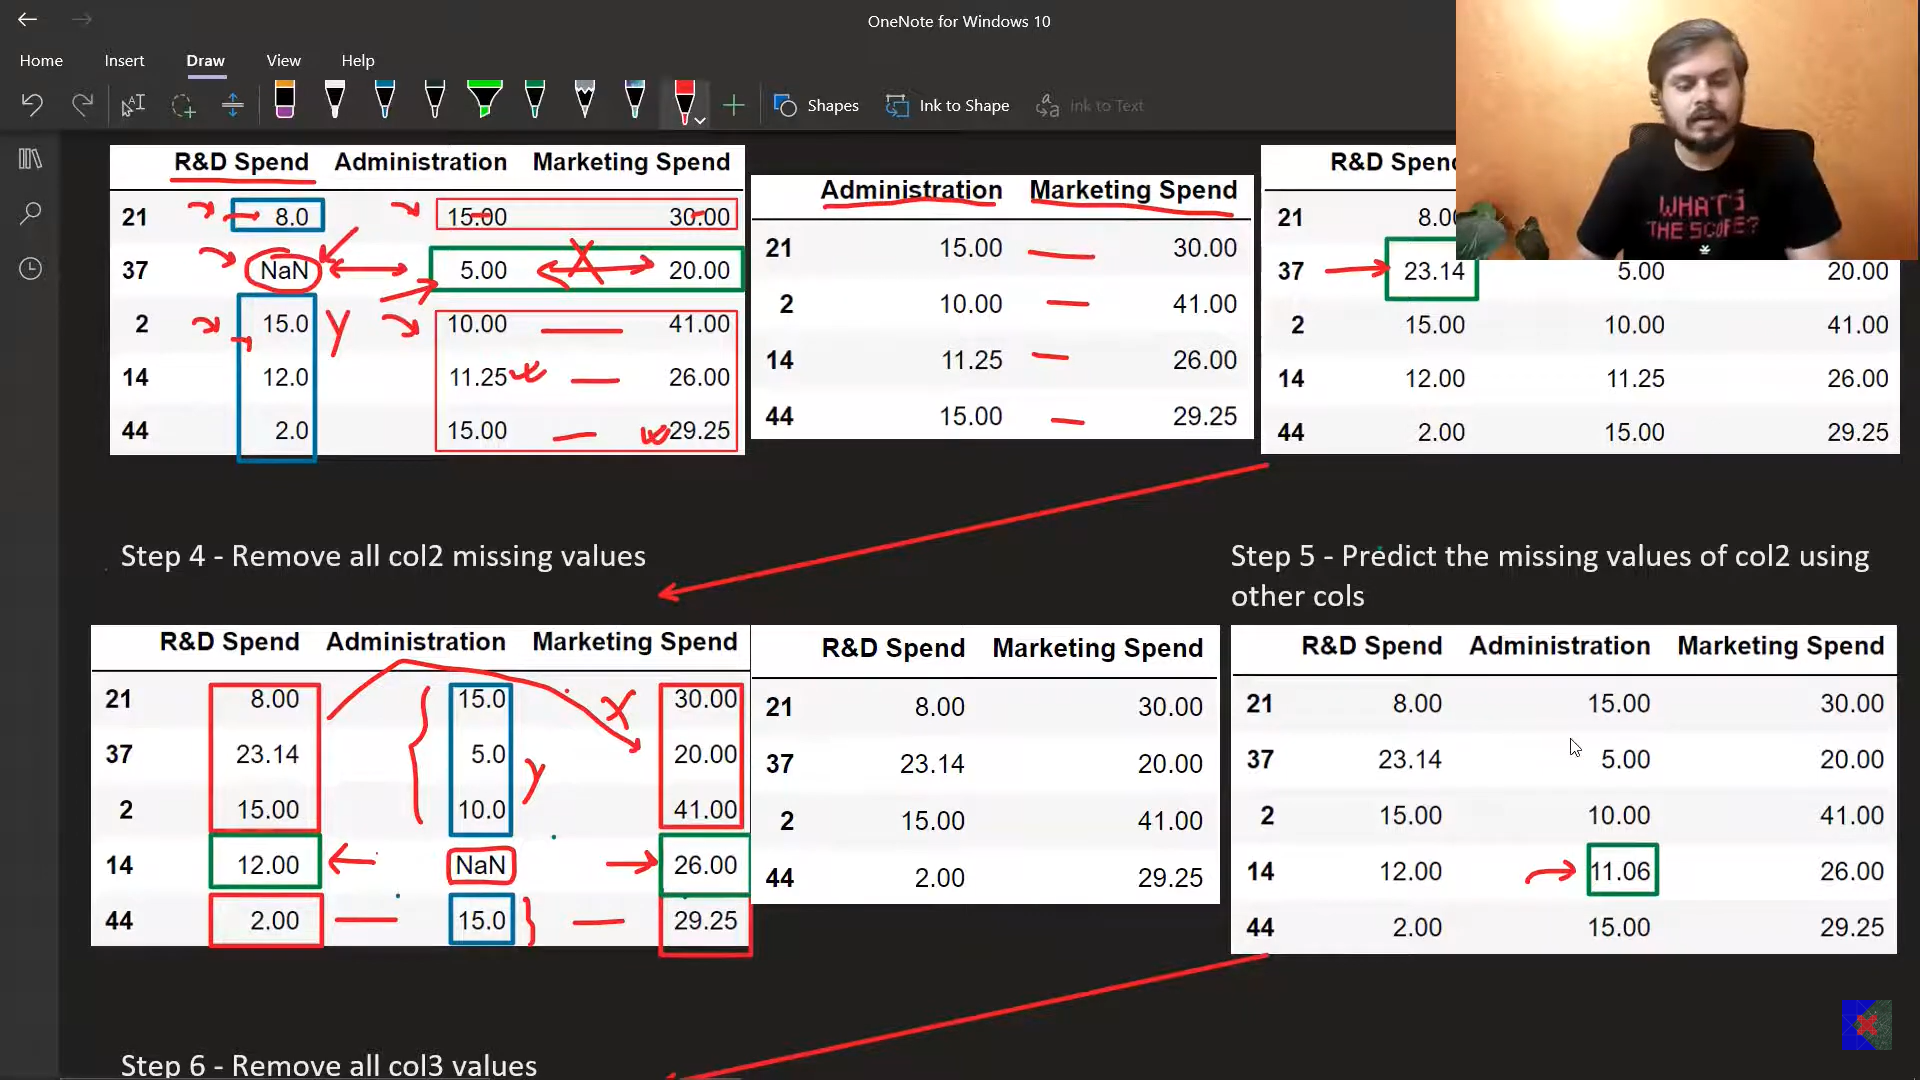 OneNote for Windows 10
Home Insert Draw View Help
Shapes Ink to Shape Ink to Text
R&D Spend Administration Marketing Spend
21 8.0 15.00 30.00
37 NaN 5.00 20.00
2 15.0 y 10.00 41.00
14 12.0 11.25 26.00
44 2.0 15.00 29.25
Administration Marketing Spend
21 15.00 30.00
2 10.00 41.00
14 11.25 26.00
44 15.00 29.25
R&D Spend
21 8.00
37 23.14 5.00 20.00
2 15.00 10.00 41.00
14 12.00 11.25 26.00
44 2.00 15.00 29.25
WHAT'S
THE SCOPE?
Step 4 - Remove all col2 missing values
Step 5 - Predict the missing values of col2 using
other cols
R&D Spend Administration Marketing Spend
21 8.00 15.0 X 30.00
37 23.14 5.0 y 20.00
2 15.00 10.0 41.00
14 12.00 NaN 26.00
44 2.00 15.0 29.25
R&D Spend Marketing Spend
21 8.00 30.00
37 23.14 20.00
2 15.00 41.00
44 2.00 29.25
R&D Spend Administration Marketing Spend
21 8.00 15.00 30.00
37 23.14 5.00 20.00
2 15.00 10.00 41.00
14 12.00 11.06 26.00
44 2.00 15.00 29.25
Step 6 - Remove all col3 values